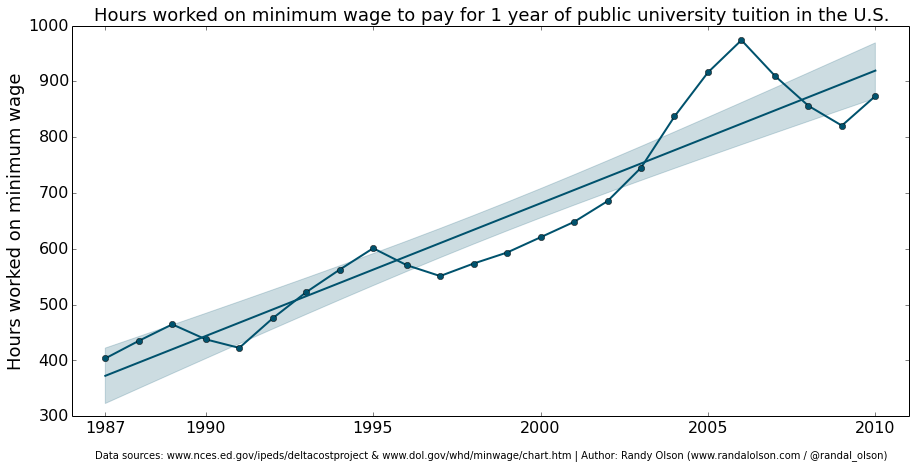 Hours worked on minimum wage to pay for 1 year of public university tuition in the U.S.
Hours worked on minimum wage
1000
900
800
700
600
500
400
300
1987 1990 1995 2000 2005 2010
Data sources: www.nces.ed.gov/ipeds/deltacostproject & www.dol.gov/whd/minwage/chart.htm | Author: Randy Olson (www.randalolson.com / @randal_olson)